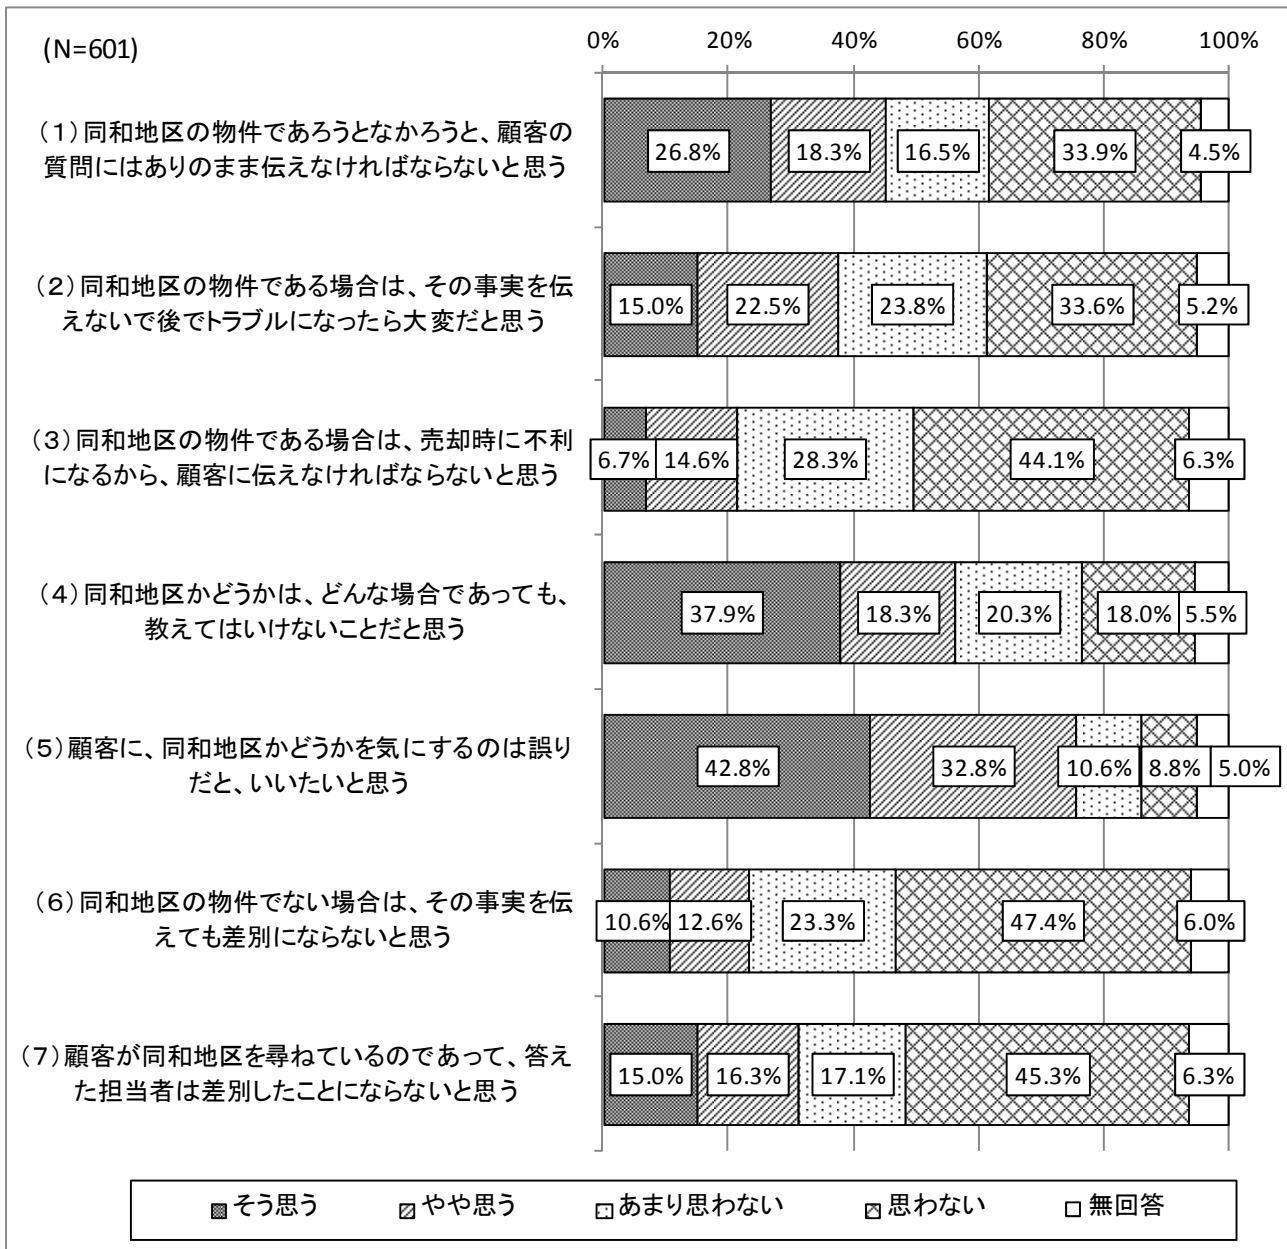 (N=601)
0% 20% 40% 60% 80% 100%
（１）同和地区の物件であろうとなかろうと、顧客の
質問にはありのまま伝えなければならないと思う
26.8% 18.3% 16.5% 33.9% 4.5%
（２）同和地区の物件である場合は、その事実を伝
えないで後でトラブルになったら大変だと思う
15.0% 22.5% 23.8% 33.6% 5.2%
（３）同和地区の物件である場合は、売却時に不利
になるから、顧客に伝えなければならないと思う
6.7% 14.6% 28.3% 44.1% 6.3%
（４）同和地区かどうかは、どんな場合であっても、
教えてはいけないことだと思う
37.9% 18.3% 20.3% 18.0% 5.5%
（５）顧客に、同和地区かどうかを気にするのは誤り
だと、いいたいと思う
42.8% 32.8% 10.6% 8.8% 5.0%
（６）同和地区の物件でない場合は、その事実を伝
えても差別にならないと思う
10.6% 12.6% 23.3% 47.4% 6.0%
（７）顧客が同和地区を尋ねているのであって、答え
た担当者は差別したことにならないと思う
15.0% 16.3% 17.1% 45.3% 6.3%
そう思う やや思う あまり思わない 思わない 無回答